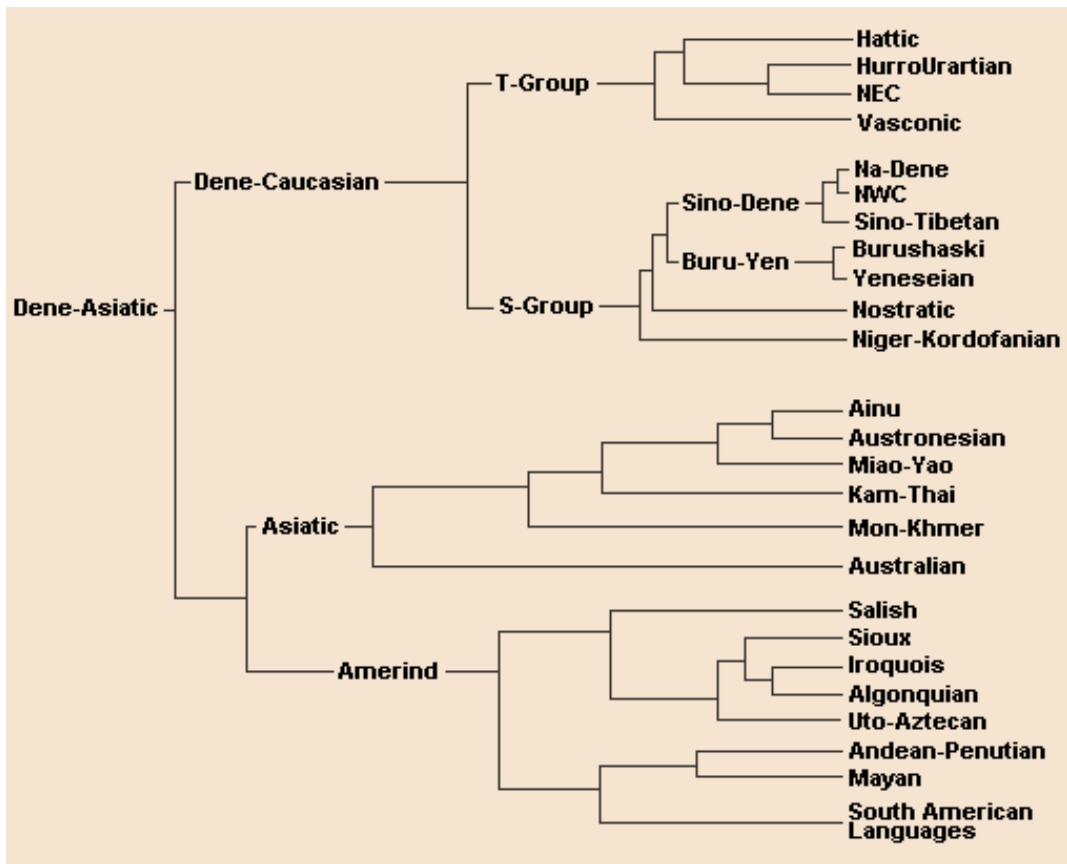 Hattic
HurroUrartian
T-Group
NEC
Vasconic
Na-Dene
Dene-Caucasian
NWC
Sino-Dene
Sino-Tibetan
Burushaski
Buru-Yen
Yeneseian
Dene-Asiatic
S-Group
Nostratic
Niger-Kordofanian
Ainu
Austronesian
Miao-Yao
Kam-Thai
Asiatic
Mon-Khmer
Australian
Salish
Sioux
Iroquois
Amerind
Algonquian
Uto-Aztecan
Andean-Penutian
Mayan
South American
Languages